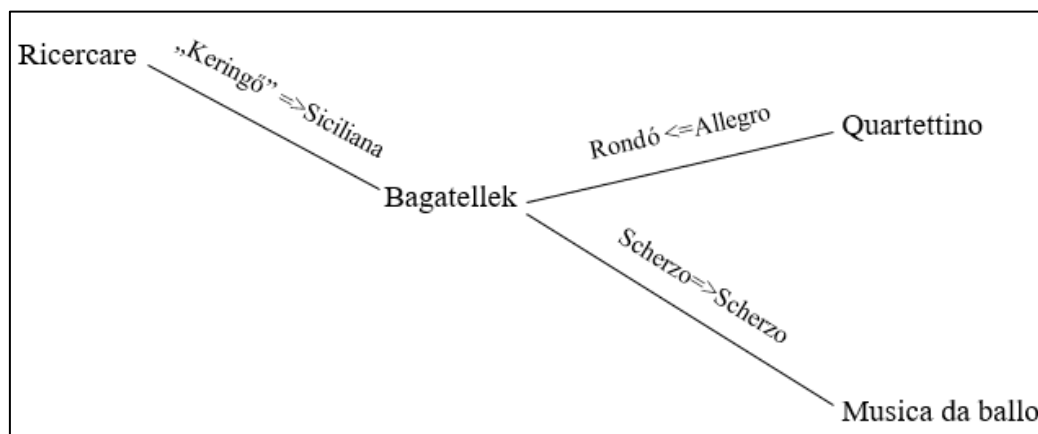 Ricercare
„Keringő” =>Siciliana
Bagatellek
Rondó <=Allegro
Quartettino
Scherzo=>Scherzo
Musica da ballo